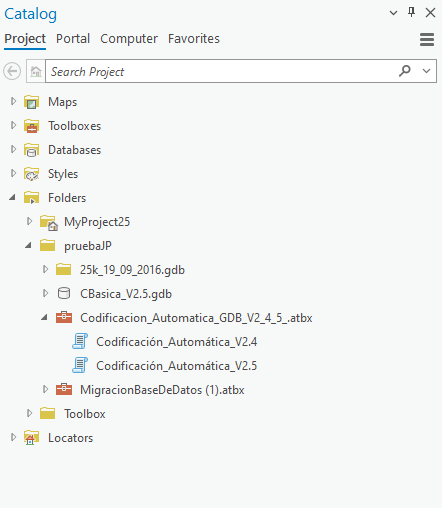 Catalog
Project Portal Computer Favorites
Search Project
Maps
Toolboxes
Databases
Styles
Folders
MyProject25
pruebaJP
25k_19_09_2016.gdb
CBasica_V2.5.gdb
Codificacion_Automatica_GDB_V2_4_5_.atbx
Codificación_Automática_V2.4
Codificación_Automática_V2.5
MigracionBaseDeDatos (1).atbx
Toolbox
Locators